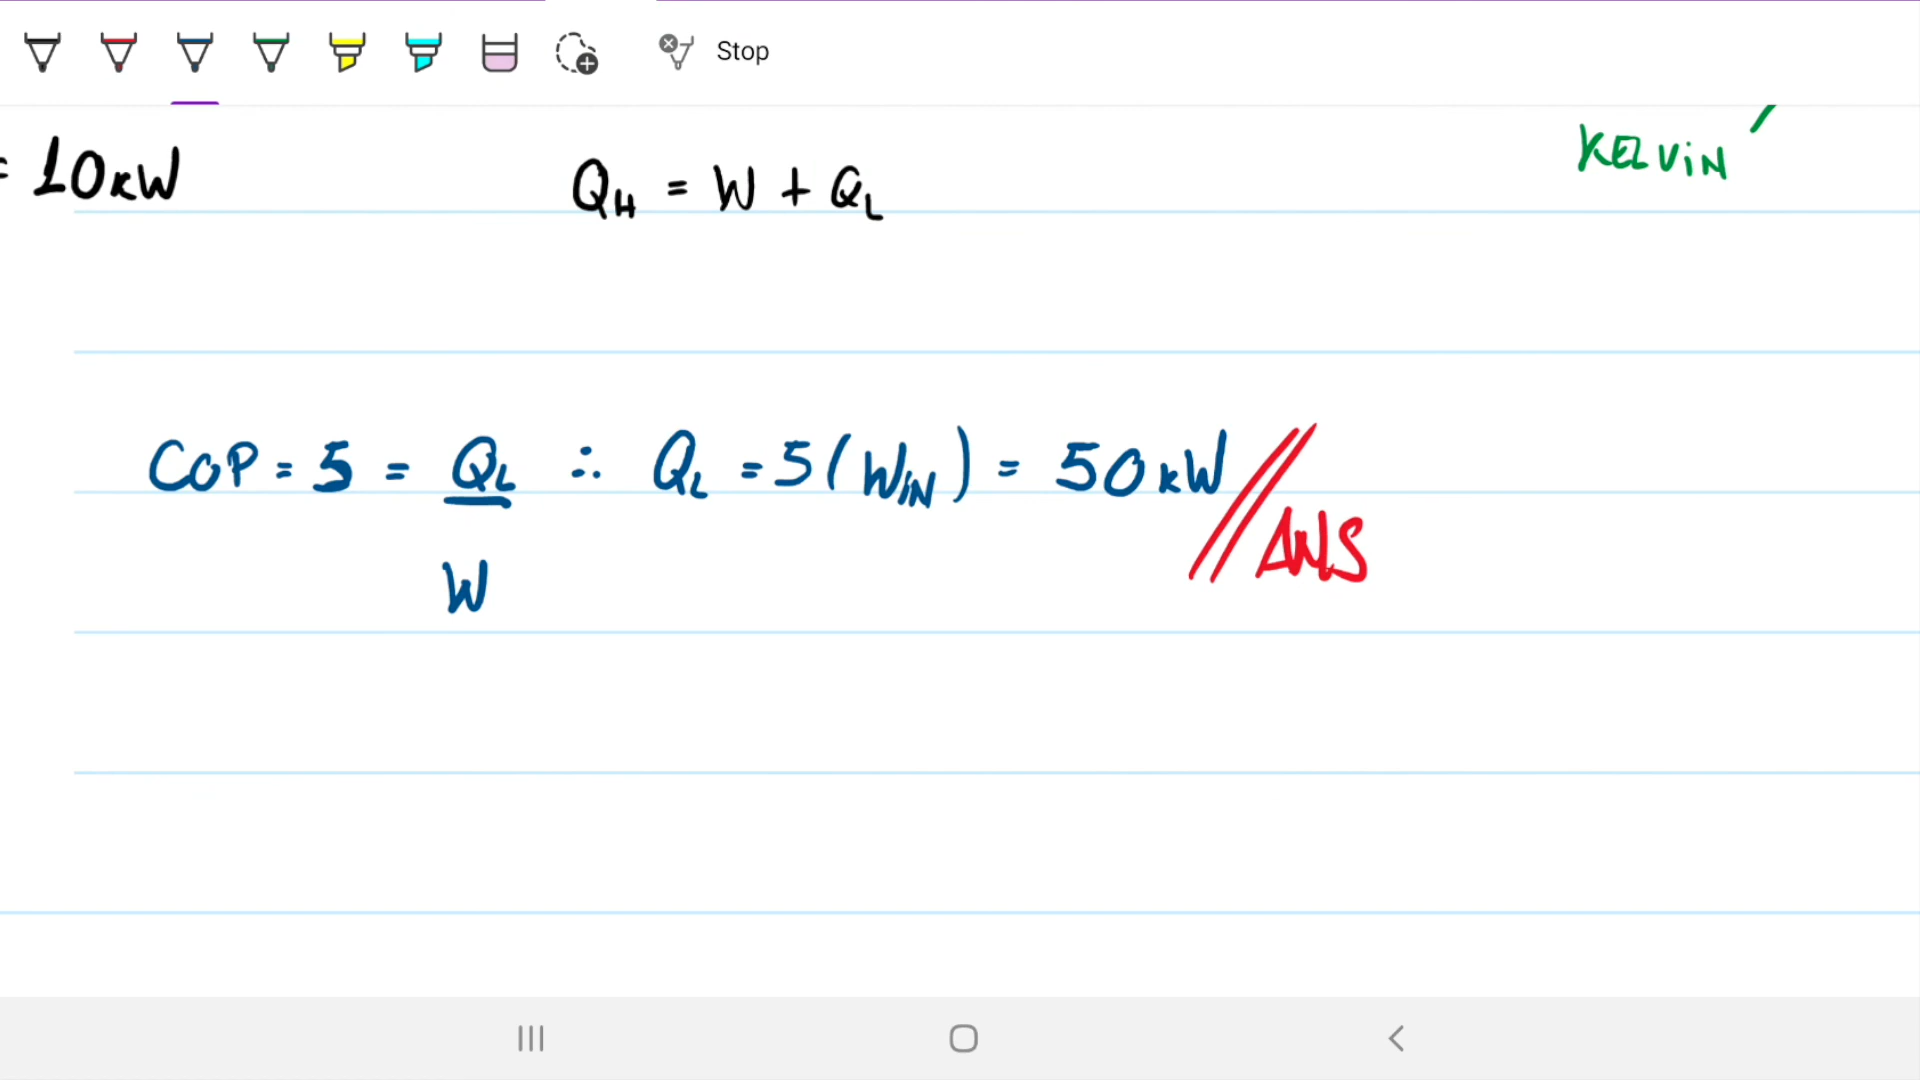 Stop
KELVIN
= 10kW
QH = W + QL
COP = 5 = QL ∴ QL = 5(WiN) = 50kW
W
ANS